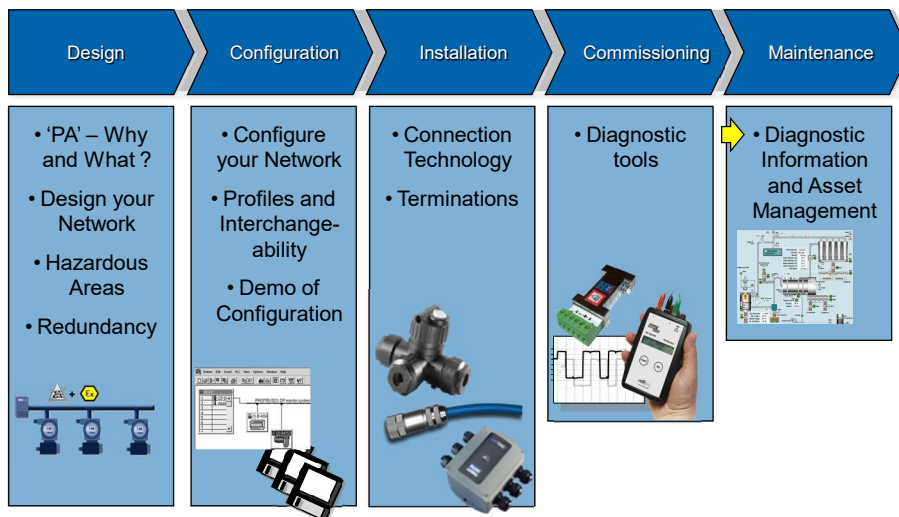 Design
Configuration
Installation
Commissioning
Maintenance
• ‘PA’ – Why
and What ?
• Design your
Network
• Hazardous
Areas
• Redundancy
• Configure
your Network
• Profiles and
Interchange-
ability
• Demo of
Configuration
• Connection
Technology
• Terminations
• Diagnostic
tools
• Diagnostic
Information
and Asset
Management
+
Ex